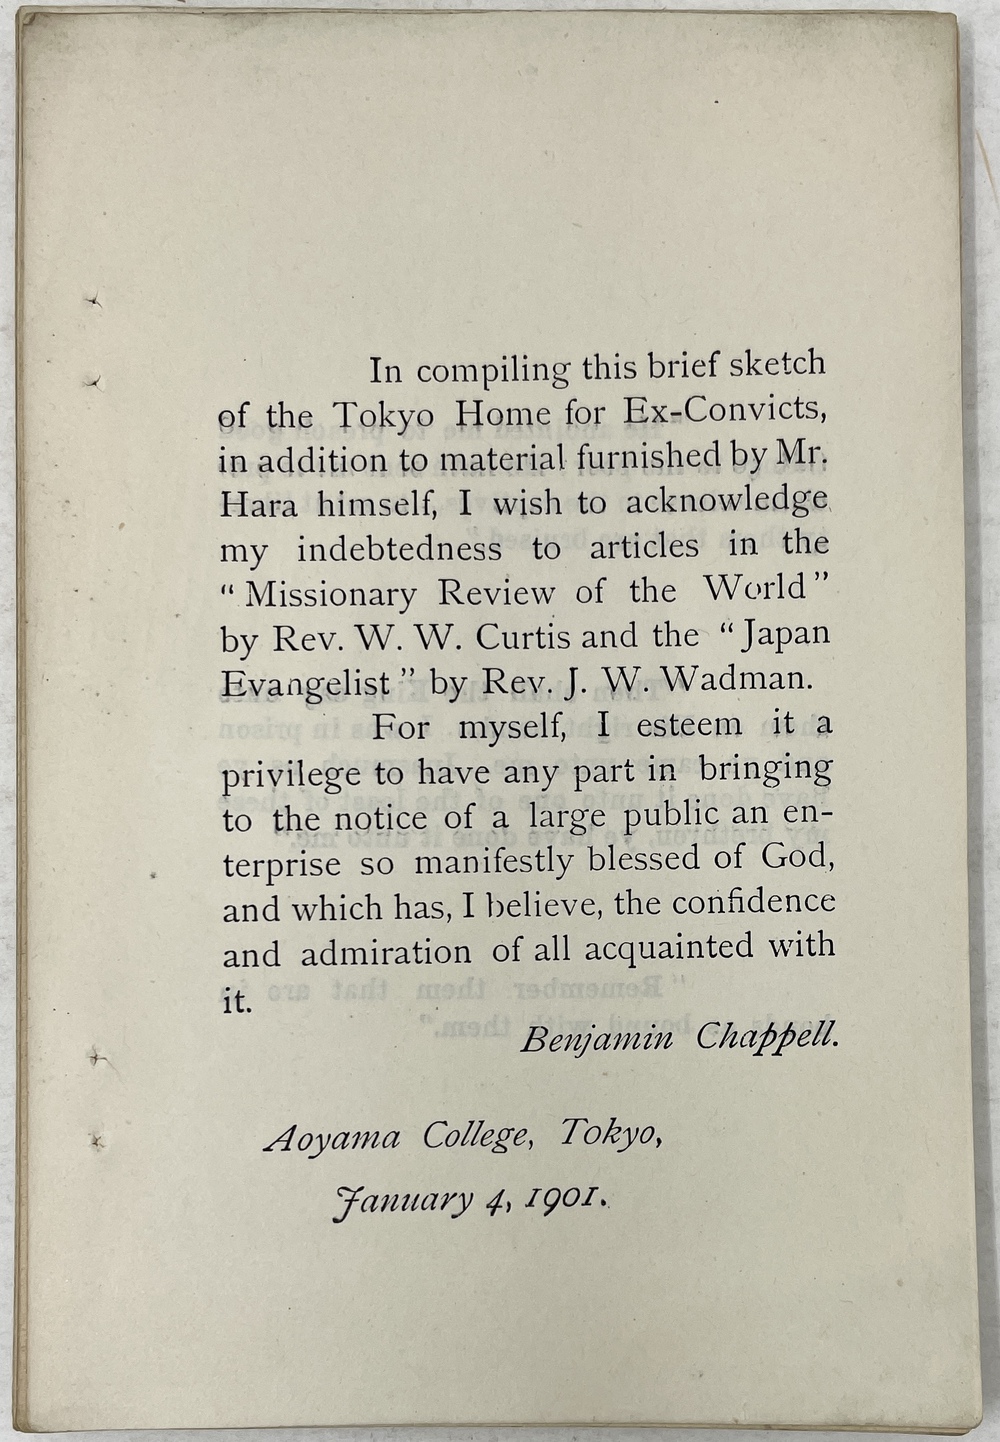 In compiling this brief sketch
of the Tokyo Home for Ex-Convicts,
in addition to material furnished by Mr.
Hara himself, I wish to acknowledge
my indebtedness to articles in the
“ Missionary Review of the World ”
by Rev. W. W. Curtis and the “ Japan
Evangelist ” by Rev. J. W. Wadman.
For myself, I esteem it a
privilege to have any part in bringing
to the notice of a large public an en-
terprise so manifestly blessed of God,
and which has, I believe, the confidence
and admiration of all acquainted with
it.
Benjamin Chappell.
Aoyama College, Tokyo,
January 4, 1901.